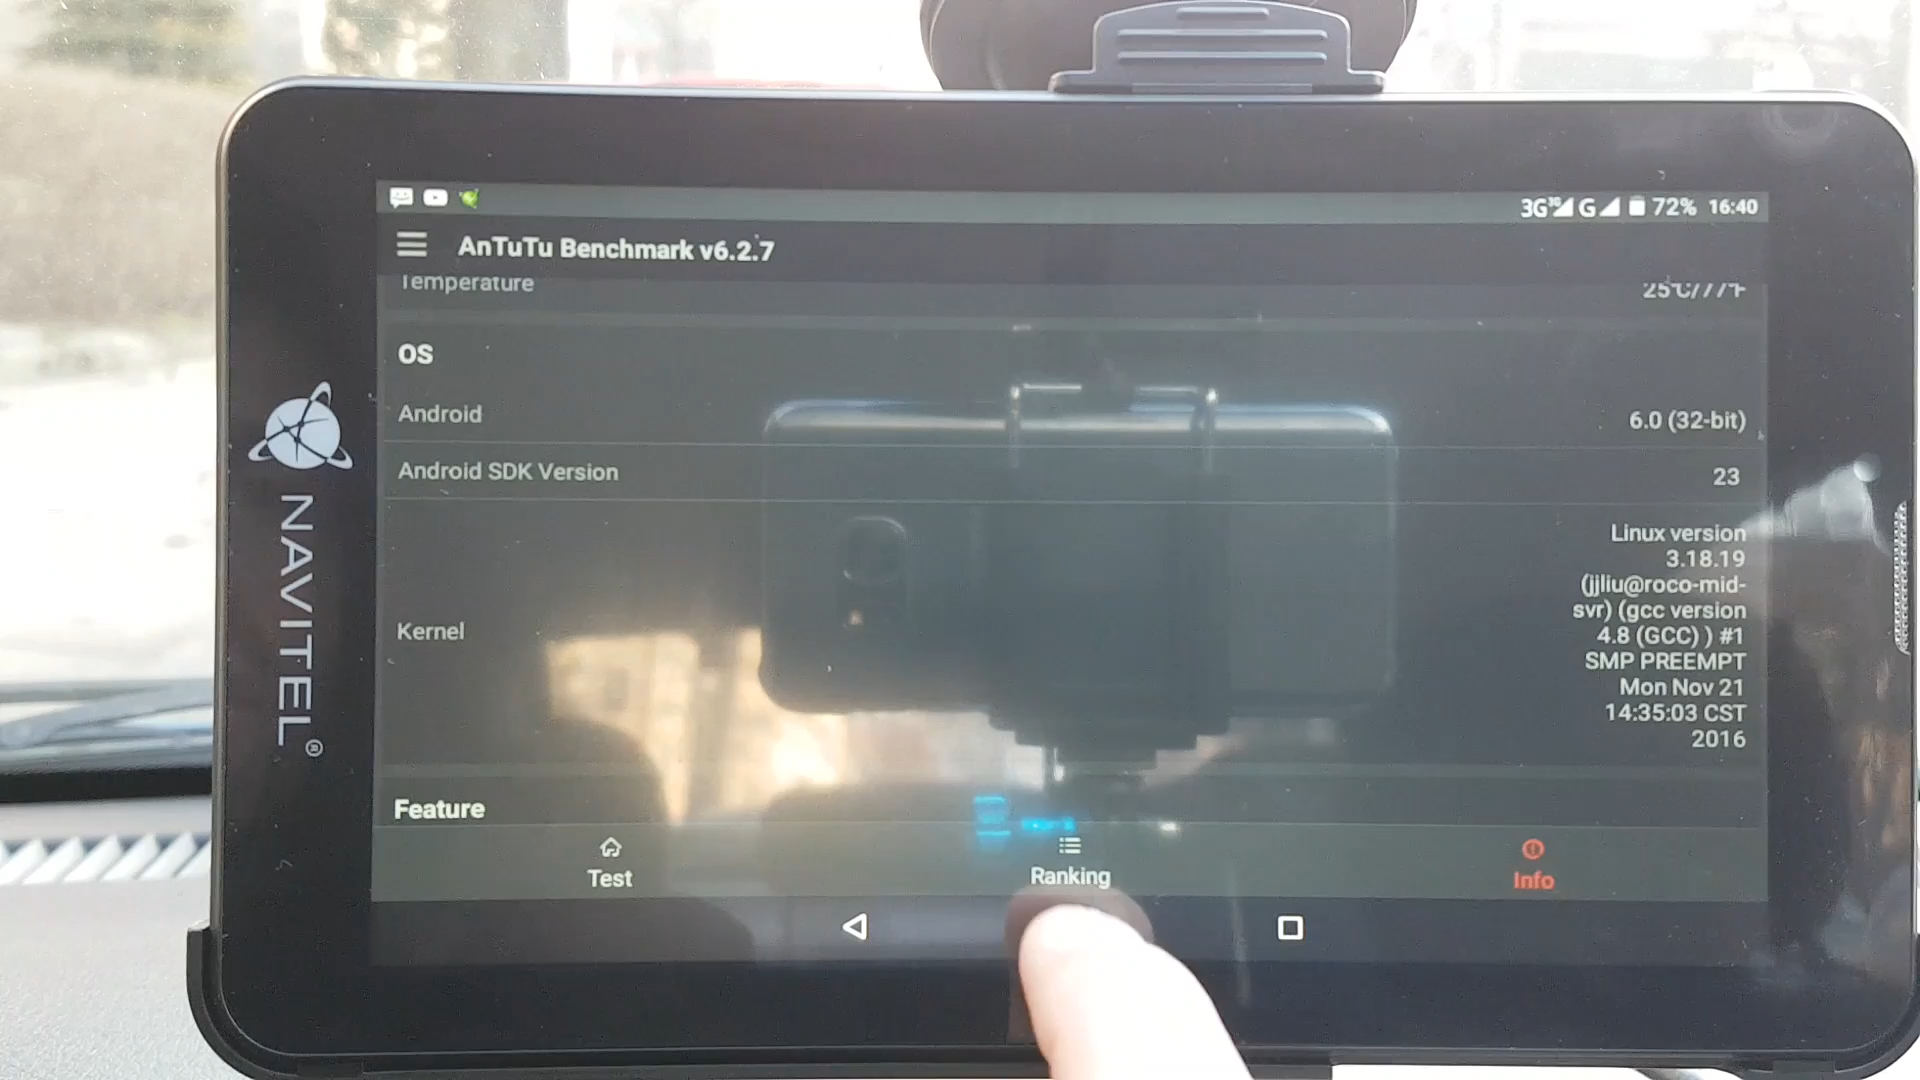 3G 3G G 72% 16:40
AnTuTu Benchmark v6.2.7
Temperature 25℃/77℉
OS
Android 6.0 (32-bit)
Android SDK Version 23
Kernel
Linux version
3.18.19
(jjliu@roco-mid-
svr) (gcc version
4.8 (GCC) ) #1
SMP PREEMPT
Mon Nov 21
14:35:03 CST
2016
Feature
Test Ranking Info
NAVITEL®